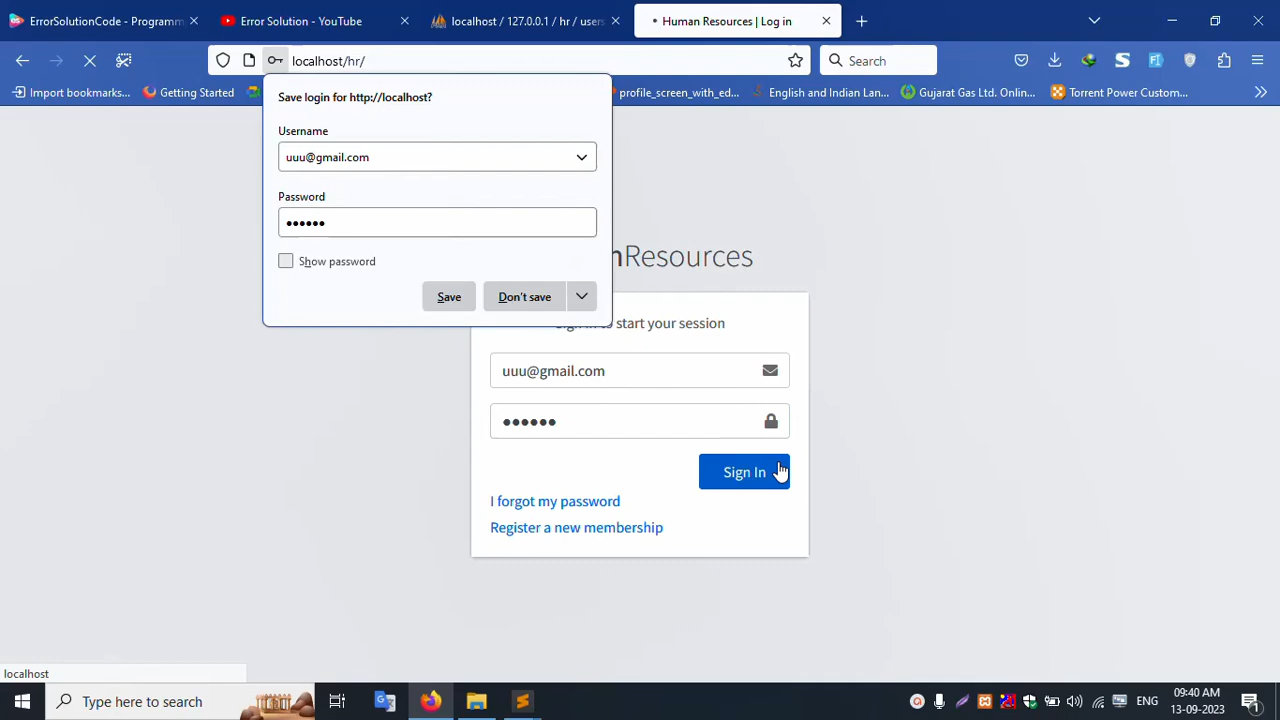 ErrorSolutionCode - Programm
Error Solution - YouTube
localhost / 127.0.0.1 / hr / users
Human Resources | Log in
localhost/hr/
Search
Import bookmarks...
Getting Started
profile_screen_with_ed...
English and Indian Lan...
Gujarat Gas Ltd. Onlin...
Torrent Power Custom...
Save login for http://localhost?
Username
uuu@gmail.com
Password
••••••
Show password
Save
Don't save
nResources
Sign in to start your session
uuu@gmail.com
••••••
Sign In
I forgot my password
Register a new membership
localhost
Type here to search
ENG
09:40 AM
13-09-2023
1